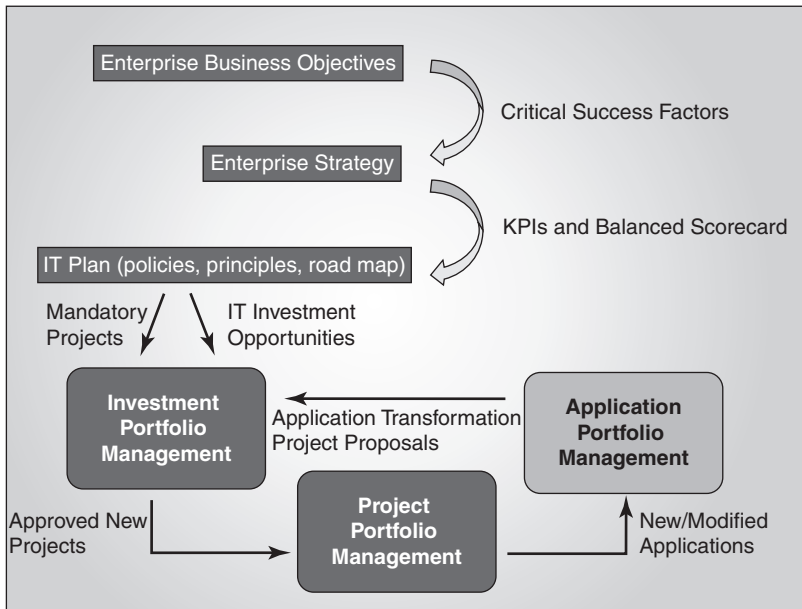 Enterprise Business Objectives
Critical Success Factors
Enterprise Strategy
KPIs and Balanced Scorecard
IT Plan (policies, principles, road map)
Mandatory
Projects
IT Investment
Opportunities
Investment
Portfolio
Management
Application Transformation
Project Proposals
Application
Portfolio
Management
Approved New
Projects
Project
Portfolio
Management
New/Modified
Applications